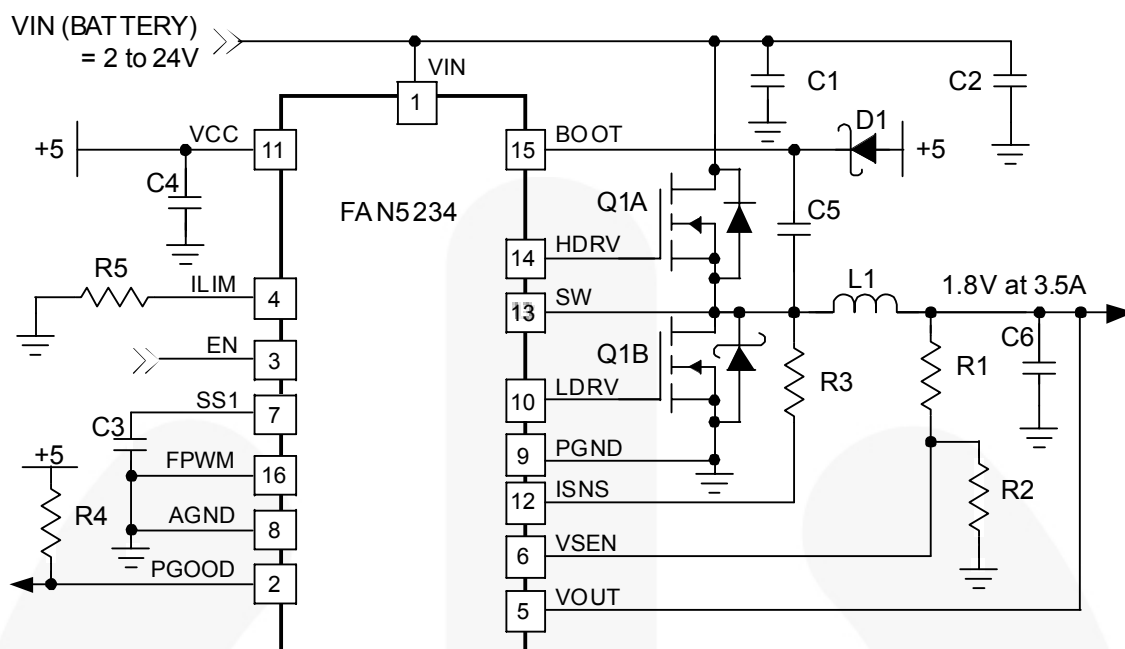 VIN (BATTERY)
= 2 to 24V
VIN
1
C1
C2
D1
+5
VCC
11
+5
C4
FAN5234
15
BOOT
Q1A
C5
14
HDRV
R5
ILIM
4
13
SW
L1
1.8V at 3.5A
EN
3
Q1B
R3
R1
C6
SS1
7
10
LDRV
C3
9
PGND
+5
FPWM
16
12
ISNS
R2
R4
AGND
8
6
VSEN
PGOOD
2
5
VOUT